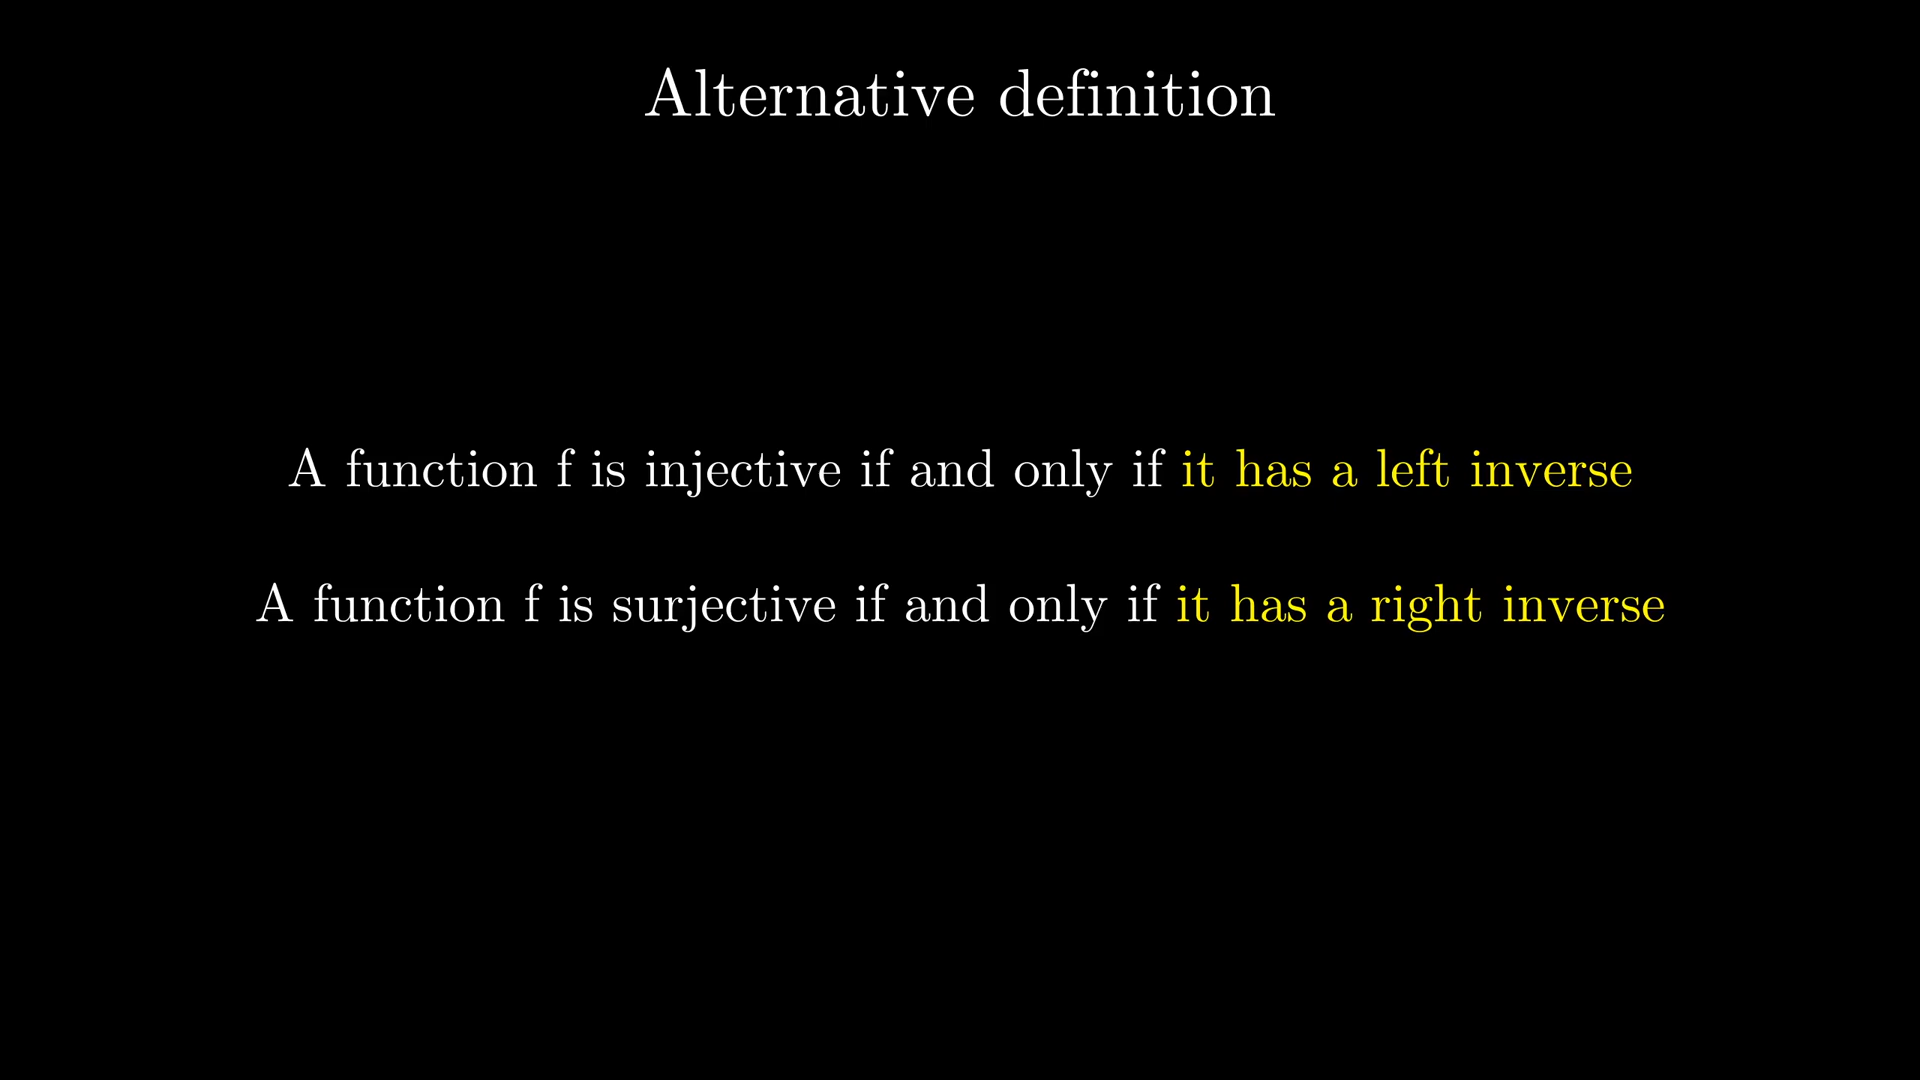 Alternative definition
A function f is injective if and only if it has a left inverse
A function f is surjective if and only if it has a right inverse